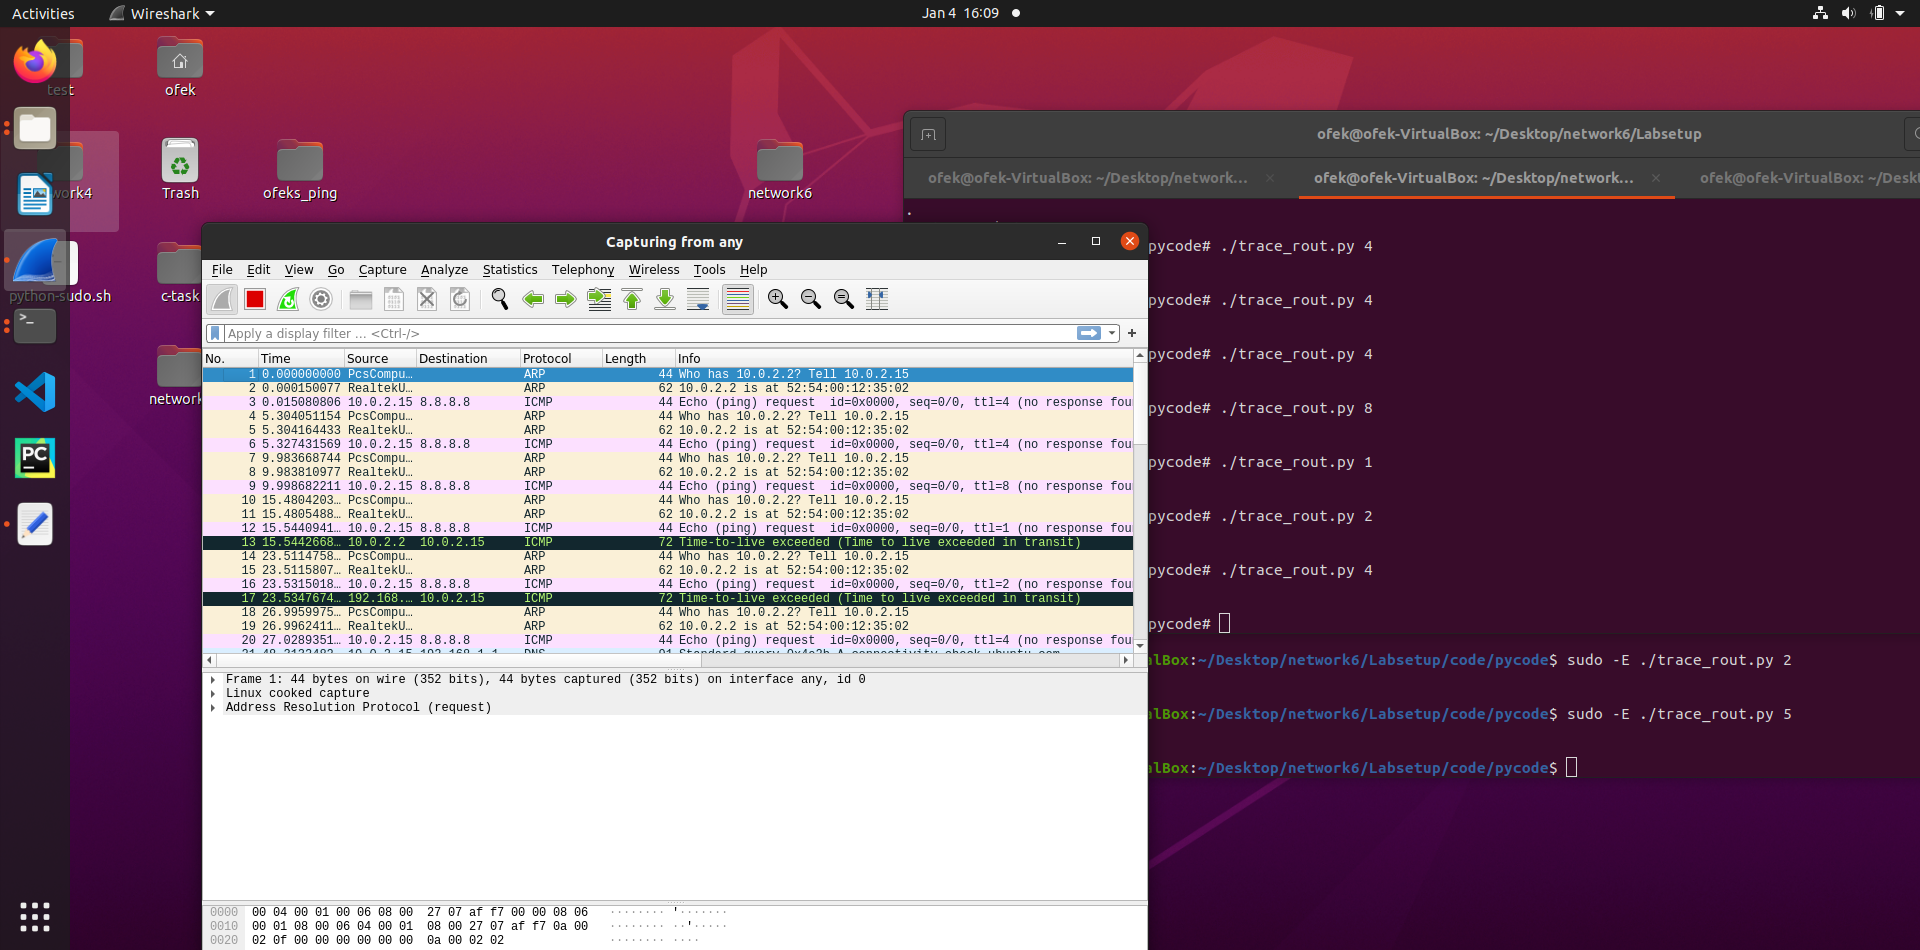 Activities
Wireshark
Jan 4 16:09
test
ofek
work4
Trash
ofeks_ping
network6
python-sudo.sh
c-task
network
ofek@ofek-VirtualBox: ~/Desktop/network6/Labsetup
ofek@ofek-VirtualBox: ~/Desktop/network...
ofek@ofek-VirtualBox: ~/Desktop/network...
ofek@ofek-VirtualBox: ~/Desk
pycode# ./trace_rout.py 4
pycode# ./trace_rout.py 4
pycode# ./trace_rout.py 4
pycode# ./trace_rout.py 8
pycode# ./trace_rout.py 1
pycode# ./trace_rout.py 2
pycode# ./trace_rout.py 4
pycode#
alBox:~/Desktop/network6/Labsetup/code/pycode$ sudo -E ./trace_rout.py 2
alBox:~/Desktop/network6/Labsetup/code/pycode$ sudo -E ./trace_rout.py 5
alBox:~/Desktop/network6/Labsetup/code/pycode$
Capturing from any
File Edit View Go Capture Analyze Statistics Telephony Wireless Tools Help
Apply a display filter ... <Ctrl-/>
No. Time Source Destination Protocol Length Info
1 0.000000000 PcsCompu... ARP 44 Who has 10.0.2.2? Tell 10.0.2.15
2 0.000150077 RealtekU... ARP 62 10.0.2.2 is at 52:54:00:12:35:02
3 0.015080806 10.0.2.15 8.8.8.8 ICMP 44 Echo (ping) request id=0x0000, seq=0/0, ttl=4 (no response fou
4 5.304051154 PcsCompu... ARP 44 Who has 10.0.2.2? Tell 10.0.2.15
5 5.304164433 RealtekU... ARP 62 10.0.2.2 is at 52:54:00:12:35:02
6 5.327431569 10.0.2.15 8.8.8.8 ICMP 44 Echo (ping) request id=0x0000, seq=0/0, ttl=4 (no response fou
7 9.983668744 PcsCompu... ARP 44 Who has 10.0.2.2? Tell 10.0.2.15
8 9.983810977 RealtekU... ARP 62 10.0.2.2 is at 52:54:00:12:35:02
9 9.998682211 10.0.2.15 8.8.8.8 ICMP 44 Echo (ping) request id=0x0000, seq=0/0, ttl=8 (no response fou
10 15.4804203... PcsCompu... ARP 44 Who has 10.0.2.2? Tell 10.0.2.15
11 15.4805488... RealtekU... ARP 62 10.0.2.2 is at 52:54:00:12:35:02
12 15.5440941... 10.0.2.15 8.8.8.8 ICMP 44 Echo (ping) request id=0x0000, seq=0/0, ttl=1 (no response fou
13 15.5442668... 10.0.2.2 10.0.2.15 ICMP 72 Time-to-live exceeded (Time to live exceeded in transit)
14 23.5114758... PcsCompu... ARP 44 Who has 10.0.2.2? Tell 10.0.2.15
15 23.5115807... RealtekU... ARP 62 10.0.2.2 is at 52:54:00:12:35:02
16 23.5315018... 10.0.2.15 8.8.8.8 ICMP 44 Echo (ping) request id=0x0000, seq=0/0, ttl=2 (no response fou
17 23.5347674... 192.168.... 10.0.2.15 ICMP 72 Time-to-live exceeded (Time to live exceeded in transit)
18 26.9959975... PcsCompu... ARP 44 Who has 10.0.2.2? Tell 10.0.2.15
19 26.9962411... RealtekU... ARP 62 10.0.2.2 is at 52:54:00:12:35:02
20 27.0289351... 10.0.2.15 8.8.8.8 ICMP 44 Echo (ping) request id=0x0000, seq=0/0, ttl=4 (no response fou
Frame 1: 44 bytes on wire (352 bits), 44 bytes captured (352 bits) on interface any, id 0
Linux cooked capture
Address Resolution Protocol (request)
0000 00 04 00 01 00 06 08 00 27 07 af f7 00 00 08 06 ········ '·······
0010 00 01 08 00 06 04 00 01 08 00 27 07 af f7 0a 00 ········ ··'·····
0020 02 0f 00 00 00 00 00 00 0a 00 02 02 ········ ····
PC